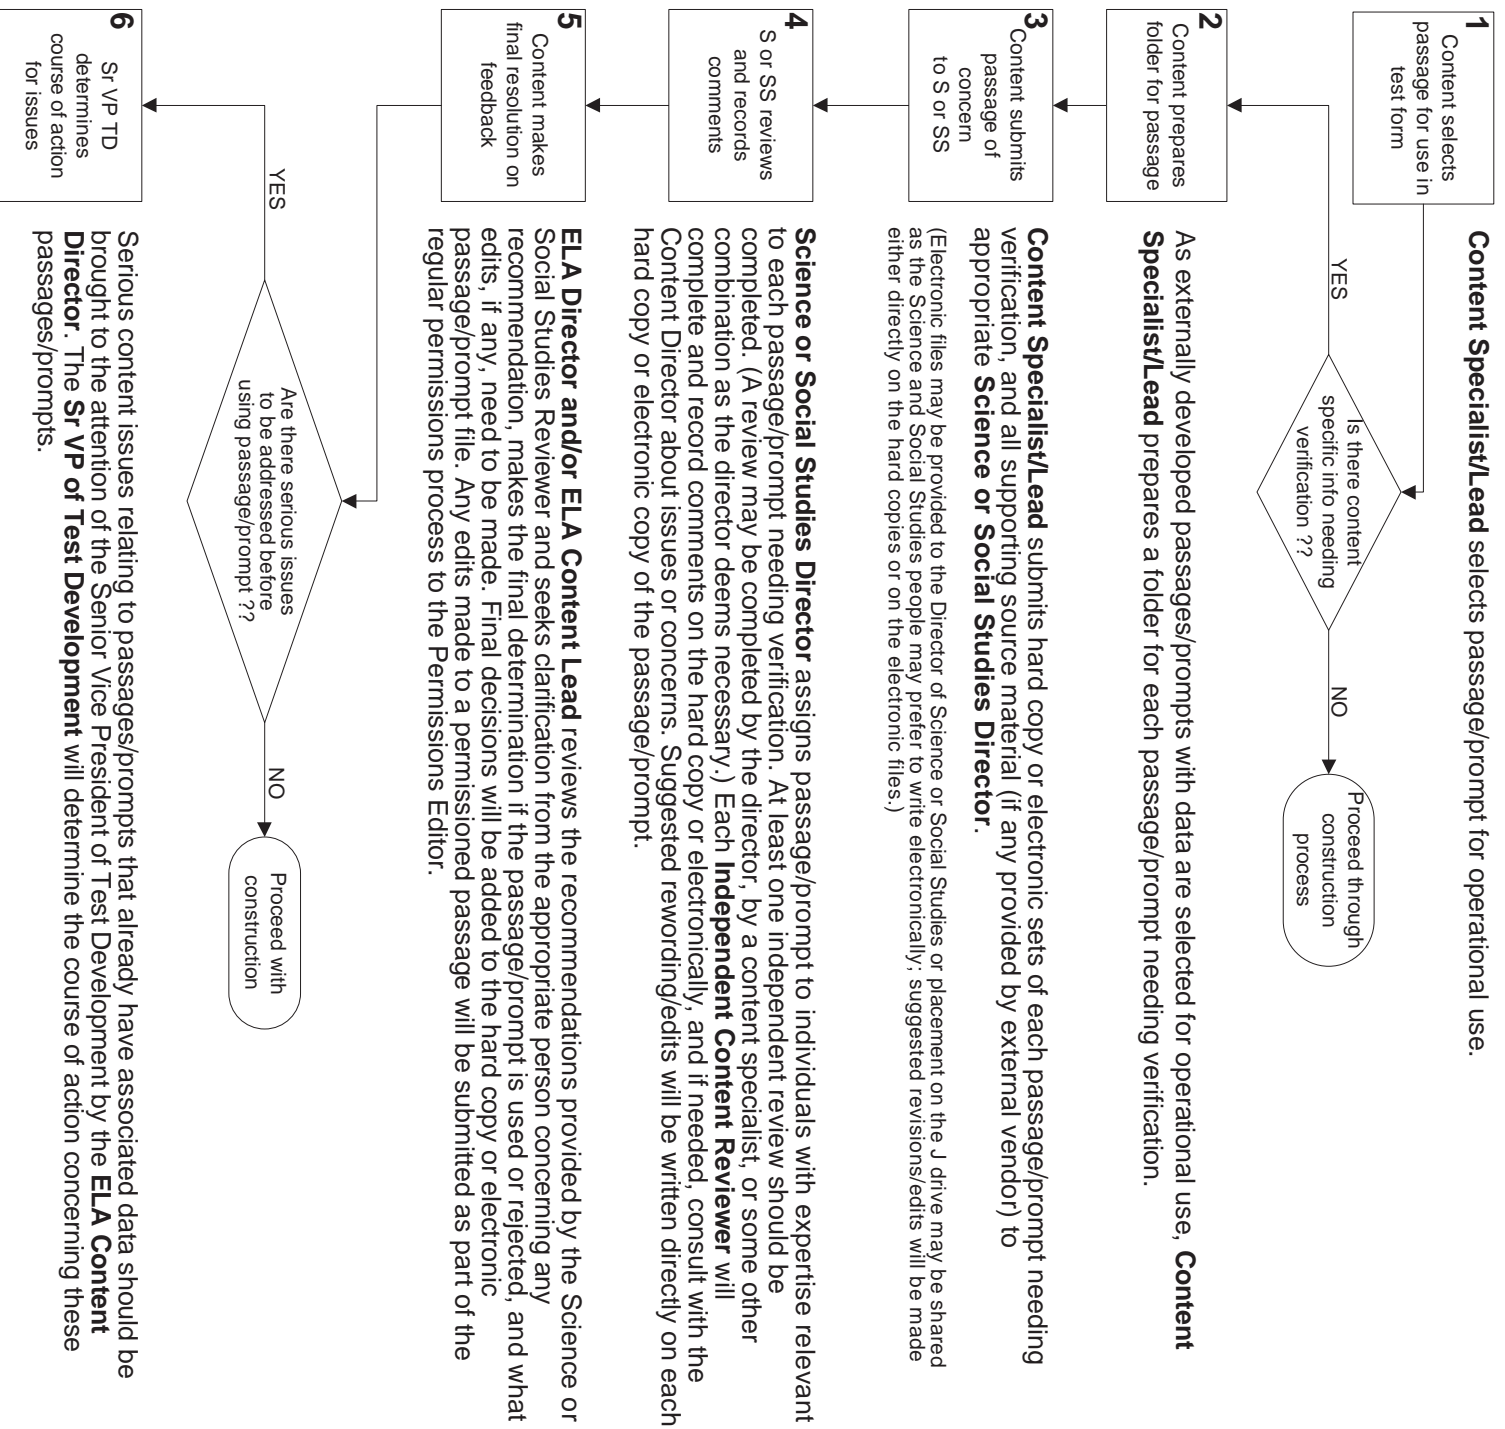 1
Content selects
passage for use in
test form
Content Specialist/Lead selects passage/prompt for operational use.
Is there content
specific info needing
verification ??
YES
NO
Proceed through
construction
process
2
Content prepares
folder for passage
As externally developed passages/prompts with data are selected for operational use, Content
Specialist/Lead prepares a folder for each passage/prompt needing verification.
3
Content submits
passage of
concern
to S or SS
Content Specialist/Lead submits hard copy or electronic sets of each passage/prompt needing
verification, and all supporting source material (if any provided by external vendor) to
appropriate Science or Social Studies Director.
(Electronic files may be provided to the Director of Science or Social Studies or placement on the J drive may be shared
as the Science and Social Studies people may prefer to write electronically; suggested revisions/edits will be made
either directly on the hard copies or on the electronic files.)
4
S or SS reviews
and records
comments
Science or Social Studies Director assigns passage/prompt to individuals with expertise relevant
to each passage/prompt needing verification. At least one independent review should be
completed. (A review may be completed by the director, by a content specialist, or some other
combination as the director deems necessary.) Each Independent Content Reviewer will
complete and record comments on the hard copy or electronically, and if needed, consult with the
Content Director about issues or concerns. Suggested rewording/edits will be written directly on each
hard copy or electronic copy of the passage/prompt.
5
Content makes
final resolution on
feedback
ELA Director and/or ELA Content Lead reviews the recommendations provided by the Science or
Social Studies Reviewer and seeks clarification from the appropriate person concerning any
recommendation, makes the final determination if the passage/prompt is used or rejected, and what
edits, if any, need to be made. Final decisions will be added to the hard copy or electronic
passage/prompt file. Any edits made to a permissioned passage will be submitted as part of the
regular permissions process to the Permissions Editor.
Are there serious issues
to be addressed before
using passage/prompt ??
YES
NO
Proceed with
construction
6
Sr VP TD
determines
course of action
for issues
Serious content issues relating to passages/prompts that already have associated data should be
brought to the attention of the Senior Vice President of Test Development by the ELA Content
Director. The Sr VP of Test Development will determine the course of action concerning these
passages/prompts.